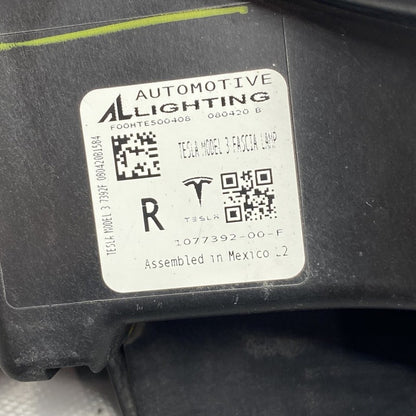 AUTOMOTIVE
AL LIGHTING
F00HTES00408 080420 B
TESLA MODEL 3 FASCIA LAMP
TESLA MODEL 3 7392F 080420B1584
R
TESLA
1077392-00-F
Assembled in Mexico